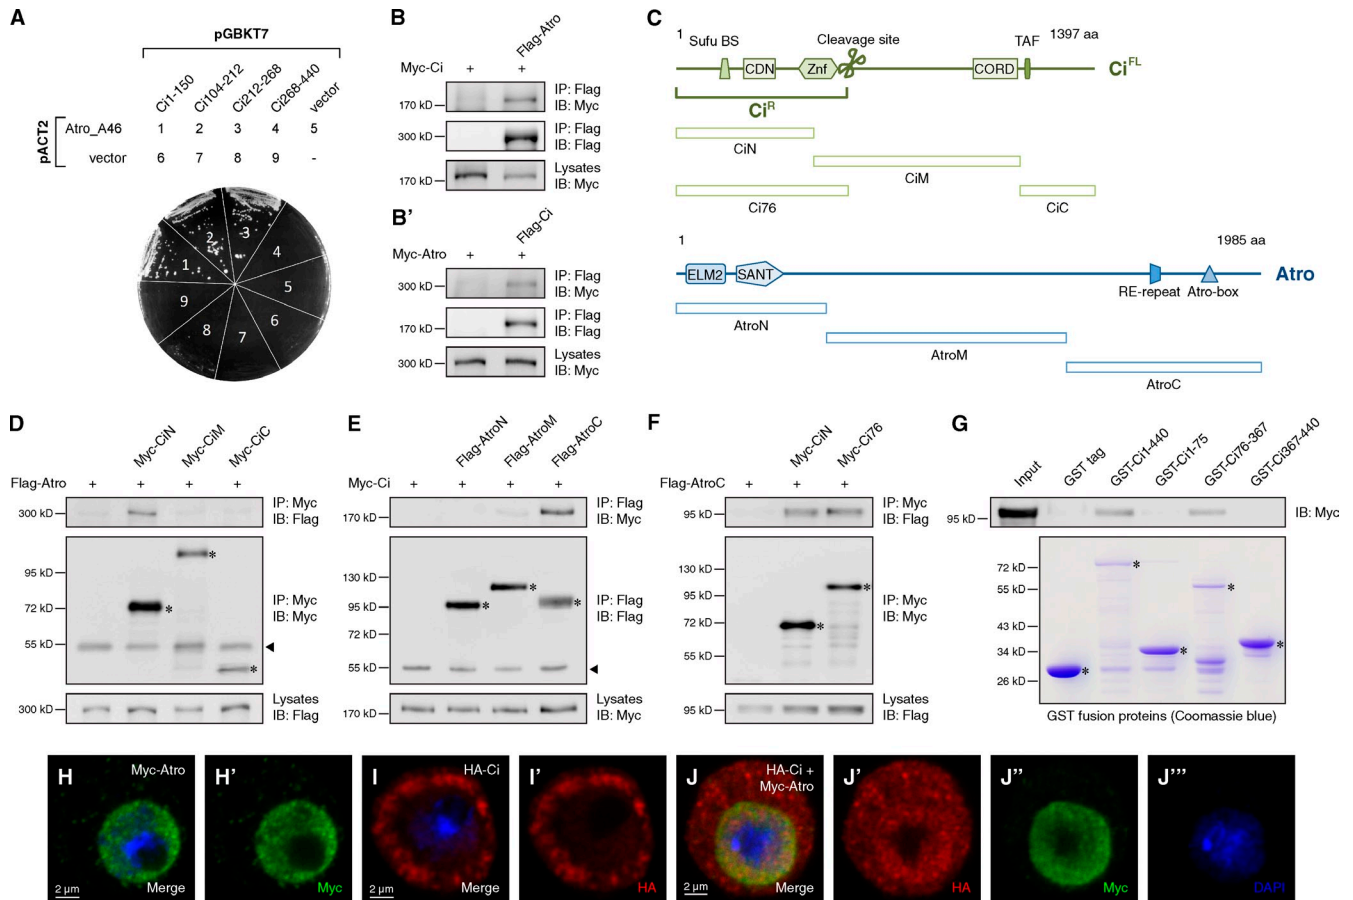 A
pGBKT7
Ci1-150
Ci104-212
Ci212-268
Ci268-440
vector
pACT2
Atro_A46 1 2 3 4 5
vector 6 7 8 9 -
1 2 3 4 5 6 7 8 9
B
Flag-Atro
Myc-Ci + +
170 kD
IP: Flag
IB: Myc
300 kD
IP: Flag
IB: Flag
170 kD
Lysates
IB: Myc
B'
Flag-Ci
Myc-Atro + +
300 kD
IP: Flag
IB: Myc
170 kD
IP: Flag
IB: Flag
300 kD
Lysates
IB: Myc
C
1 Sufu BS Cleavage site TAF 1397 aa
CDN Znf CORD Ci^FL
Ci^R
CiN
CiM
Ci76
CiC
1 1985 aa
ELM2 SANT Atro
RE-repeat Atro-box
AtroN
AtroM
AtroC
D
Myc-CiN
Myc-CiM
Myc-CiC
Flag-Atro + + + +
300 kD
IP: Myc
IB: Flag
95 kD
72 kD
55 kD
*
*
*
IP: Myc
IB: Myc
300 kD
Lysates
IB: Flag
E
Flag-AtroN
Flag-AtroM
Flag-AtroC
Myc-Ci + + + +
170 kD
IP: Flag
IB: Myc
130 kD
95 kD
72 kD
55 kD
*
*
*
IP: Flag
IB: Flag
170 kD
Lysates
IB: Myc
F
Myc-CiN
Myc-Ci76
Flag-AtroC + + +
95 kD
IP: Myc
IB: Flag
130 kD
95 kD
72 kD
55 kD
*
*
IP: Myc
IB: Myc
95 kD
Lysates
IB: Flag
G
Input
GST tag
GST-Ci1-440
GST-Ci1-75
GST-Ci76-367
GST-Ci367-440
95 kD
IB: Myc
72 kD
55 kD
43 kD
34 kD
26 kD
*
*
*
*
*
GST fusion proteins (Coomassie blue)
H Myc-Atro
2 μm Merge
H'
Myc
I HA-Ci
Merge
I'
HA
J HA-Ci +
Myc-Atro
2 μm Merge
J'
HA
J''
Myc
J'''
DAPI
2 μm